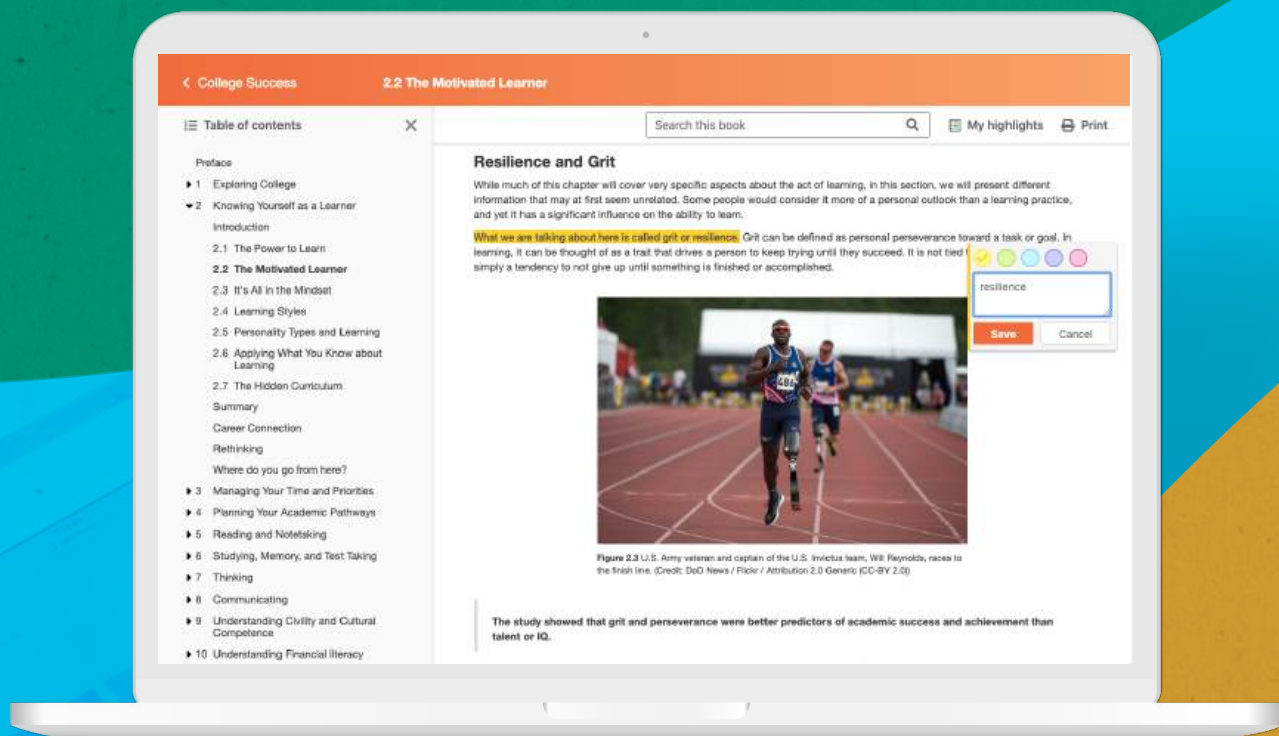 College Success
2.2 The Motivated Learner
Table of contents
Search this book
My highlights
Print
Preface
1 Exploring College
2 Knowing Yourself as a Learner
Introduction
2.1 The Power to Learn
2.2 The Motivated Learner
2.3 It's All in the Mindset
2.4 Learning Styles
2.5 Personality Types and Learning
2.6 Applying What You Know about
Learning
2.7 The Hidden Curriculum
Summary
Career Connection
Rethinking
Where do you go from here?
3 Managing Your Time and Priorities
4 Planning Your Academic Pathways
5 Reading and Notetaking
6 Studying, Memory, and Test Taking
7 Thinking
8 Communicating
9 Understanding Civility and Cultural
Competence
10 Understanding Financial literacy
Resilience and Grit
While much of this chapter will cover very specific aspects about the act of learning, in this section, we will present different
information that may at first seem unrelated. Some people would consider it more of a personal outlook than a learning practice,
and yet it has a significant influence on the ability to learn.
What we are talking about here is called grit or resilience. Grit can be defined as personal perseverance toward a task or goal. In
learning, it can be thought of as a trait that drives a person to keep trying until they succeed. It is not tied
simply a tendency to not give up until something is finished or accomplished.
resilience
Save
Cancel
486
Figure 2.3 U.S. Army veteran and captain of the U.S. Invictus team, Will Reynolds, races to
the finish line. (Credit: DoD News / Flickr / Attribution 2.0 Generic (CC-BY 2.0))
The study showed that grit and perseverance were better predictors of academic success and achievement than
talent or IQ.